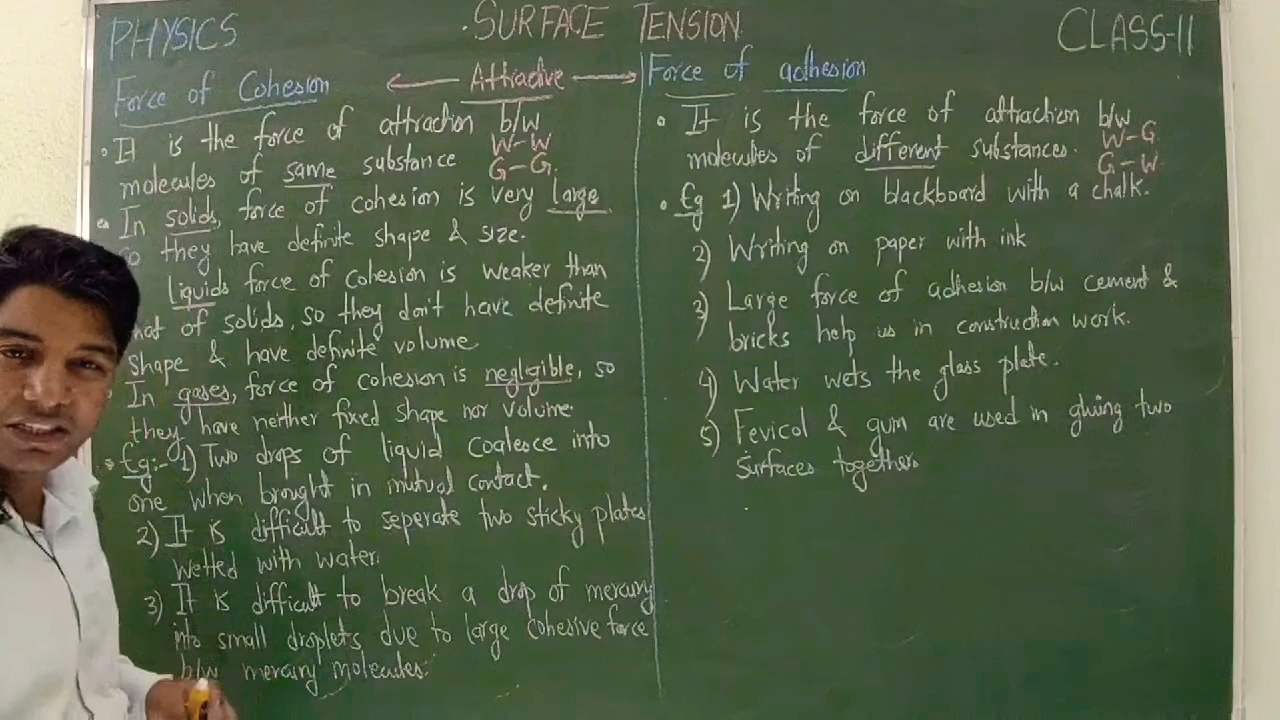 PHYSICS
SURFACE TENSION
CLASS-11
Force of Cohesion
Attractive
Force of adhesion
It is the force of attraction b/w
W-W
molecules of same substance
G-G.
In solids, force of cohesion is very large
so they have definite shape & size.
liquids force of cohesion is weaker than
that of solids, so they don't have definite
shape & have definite volume
In gases, force of cohesion is negligible, so
they have neither fixed shape nor volume.
Eg:- 1) Two drops of liquid coalesce into
one when brought in mutual contact.
2) It is difficult to seperate two sticky plates
wetted with water.
3) It is difficult to break a drop of mercury
into small droplets due to large cohesive force
b/w mercury molecules.
It is the force of attraction b/w
W-G
molecules of different substances.
G-W
Eg 1) Writing on blackboard with a chalk.
2) Writing on paper with ink
3) Large force of adhesion b/w cement &
bricks help us in construction work.
4) Water wets the glass plate.
5) Fevicol & gum are used in gluing two
surfaces together.